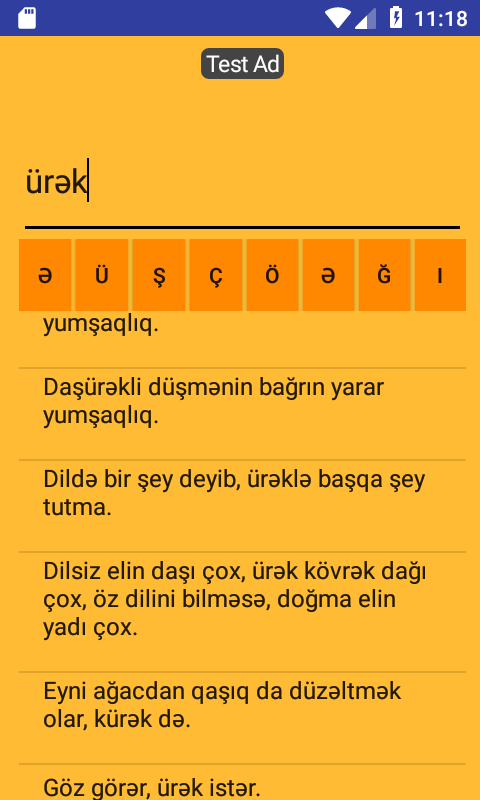 11:18
Test Ad
ürək
Ə Ü Ş Ç Ö Ə Ğ I
yumşaqlıq.
Daşürəkli düşmənin bağrın yarar
yumşaqlıq.
Dildə bir şey deyib, ürəklə başqa şey
tutma.
Dilsiz elin daşı çox, ürək kövrək dağı
çox, öz dilini bilməsə, doğma elin
yadı çox.
Eyni ağacdan qaşıq da düzəltmək
olar, kürək də.
Göz görər, ürək istər.